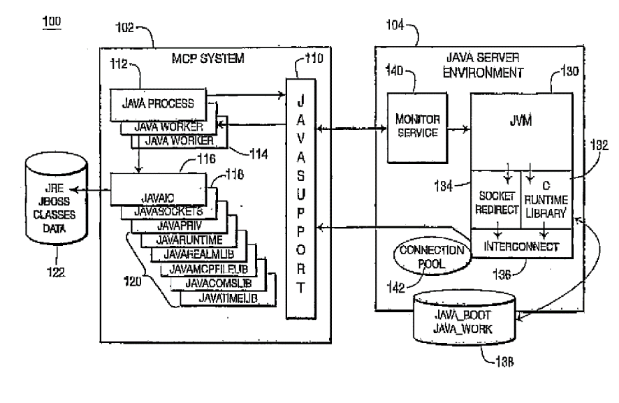 100
102
MCP SYSTEM
112
JAVA PROCESS
JAVA WORKER
JAVA WORKER
114
116
JAVAIO
118
JAVASOCKETS
JAVAPRIV
JAVARUNTIME
JAVAREALMLIB
JAVAMCPFILELIB
JAVACOMSLIB
JAVATIMELIB
120
JRE
JBOSS
CLASSES
DATA
122
110
JAVASUPPORT
104
JAVA SERVER
ENVIRONMENT
140
MONITOR
SERVICE
130
JVM
132
134
SOCKET
REDIRECT
C
RUNTIME
LIBRARY
INTERCONNECT
136
CONNECTION
POOL
142
JAVA_BOOT
JAVA_WORK
138